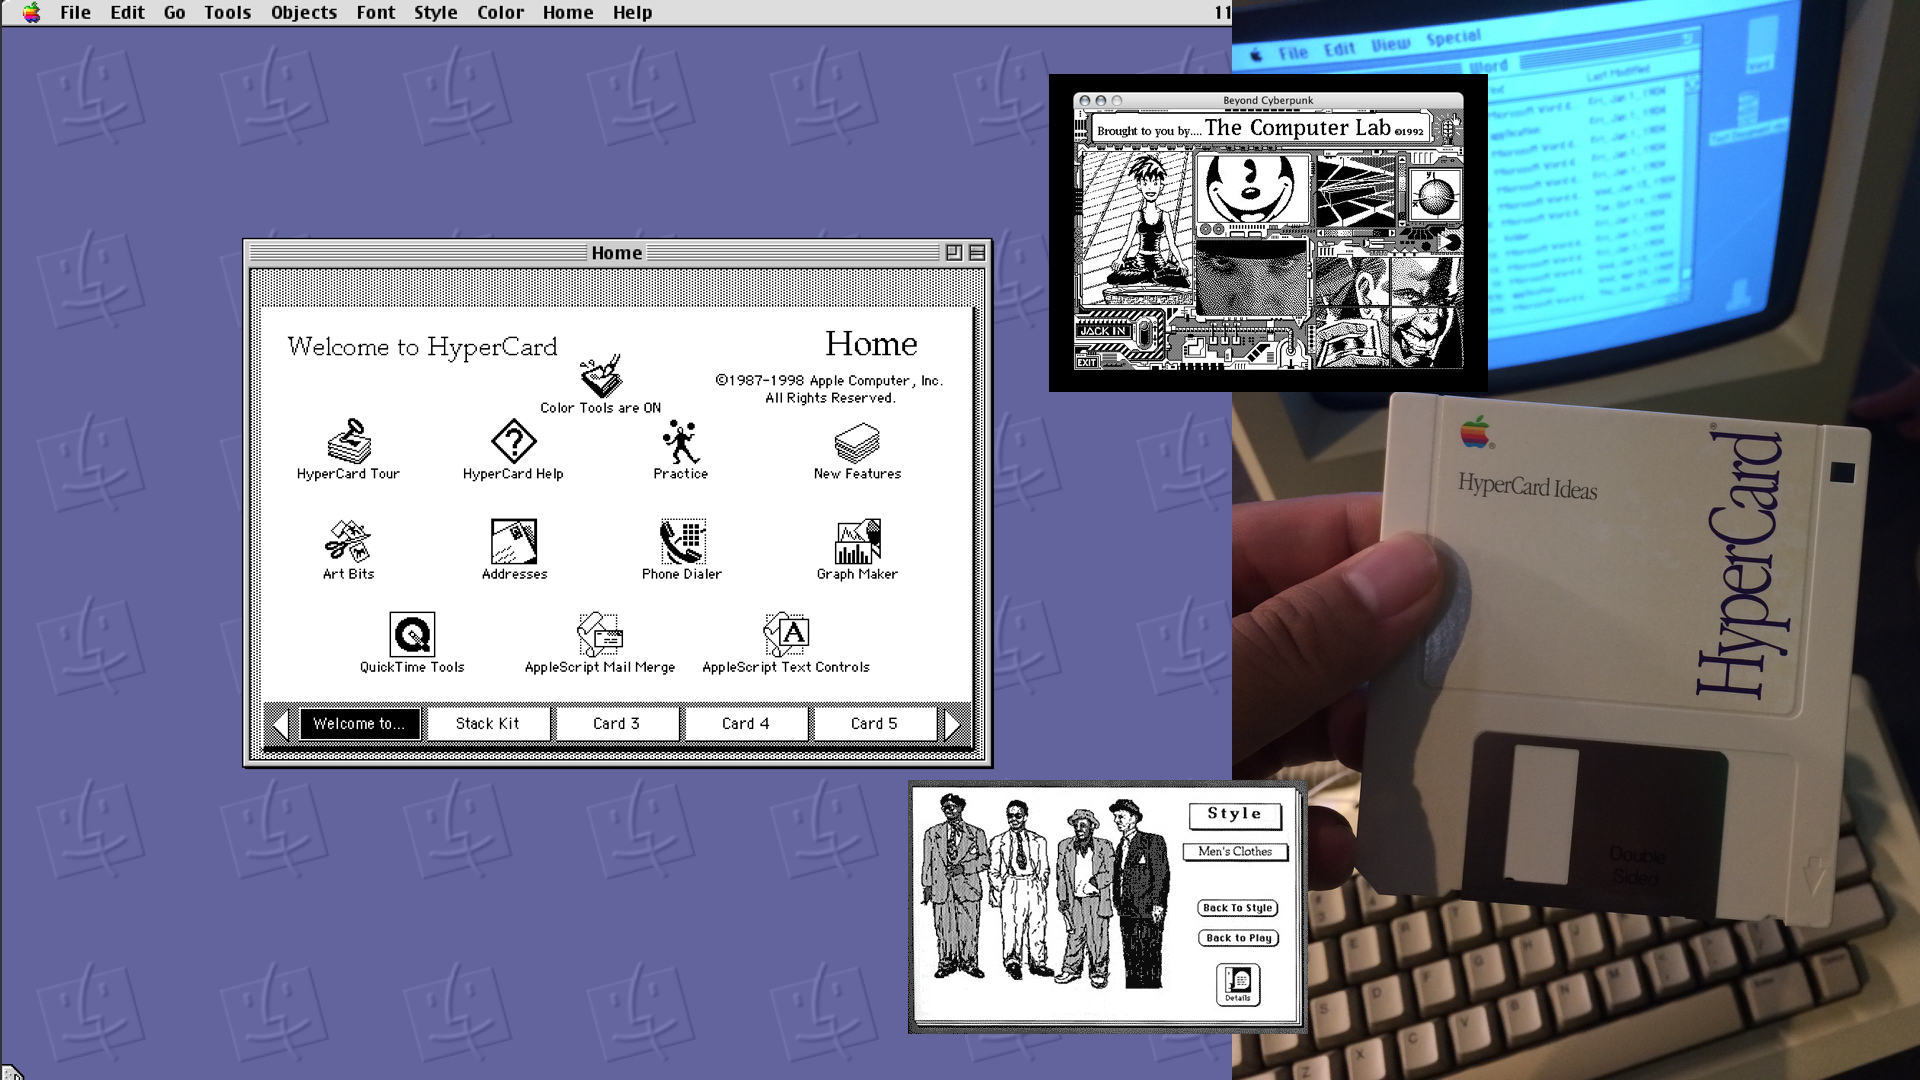 File Edit Go Tools Objects Font Style Color Home Help 11
Home
Welcome to HyperCard
Home
©1987-1998 Apple Computer, Inc.
All Rights Reserved.
Color Tools are ON
HyperCard Tour
HyperCard Help
Practice
New Features
Art Bits
Addresses
Phone Dialer
Graph Maker
QuickTime Tools
AppleScript Mail Merge
AppleScript Text Controls
Welcome to...
Stack Kit
Card 3
Card 4
Card 5
Beyond Cyberpunk
Brought to you by.... The Computer Lab ©1992
JACK IN
EXIT
Style
Men's Clothes
Back To Style
Back to Play
Details
File Edit View Special
Word
Last Modified
HyperCard Ideas
HyperCard®
Double
Sided